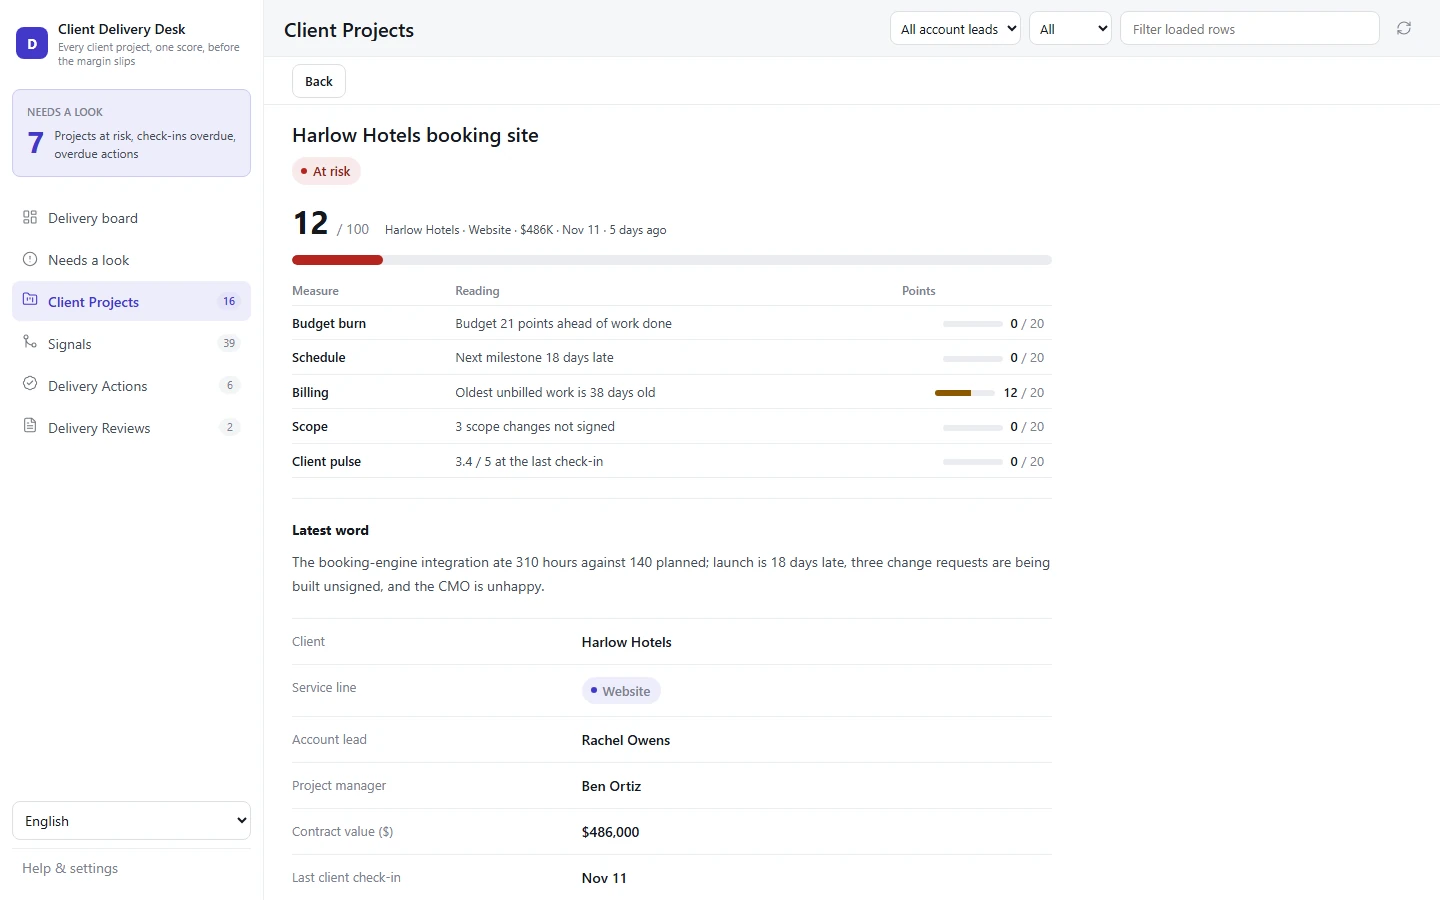 D
Client Delivery Desk
Every client project, one score, before
the margin slips
NEEDS A LOOK
7
Projects at risk, check-ins overdue,
overdue actions
Delivery board
Needs a look
Client Projects 16
Signals 39
Delivery Actions 6
Delivery Reviews 2
English
Help & settings
Client Projects
All account leads
All
Filter loaded rows
Back
Harlow Hotels booking site
At risk
12 / 100 Harlow Hotels · Website · $486K · Nov 11 · 5 days ago
Measure Reading Points
Budget burn Budget 21 points ahead of work done 0 / 20
Schedule Next milestone 18 days late 0 / 20
Billing Oldest unbilled work is 38 days old 12 / 20
Scope 3 scope changes not signed 0 / 20
Client pulse 3.4 / 5 at the last check-in 0 / 20
Latest word
The booking-engine integration ate 310 hours against 140 planned; launch is 18 days late, three change requests are being
built unsigned, and the CMO is unhappy.
Client Harlow Hotels
Service line Website
Account lead Rachel Owens
Project manager Ben Ortiz
Contract value ($) $486,000
Last client check-in Nov 11